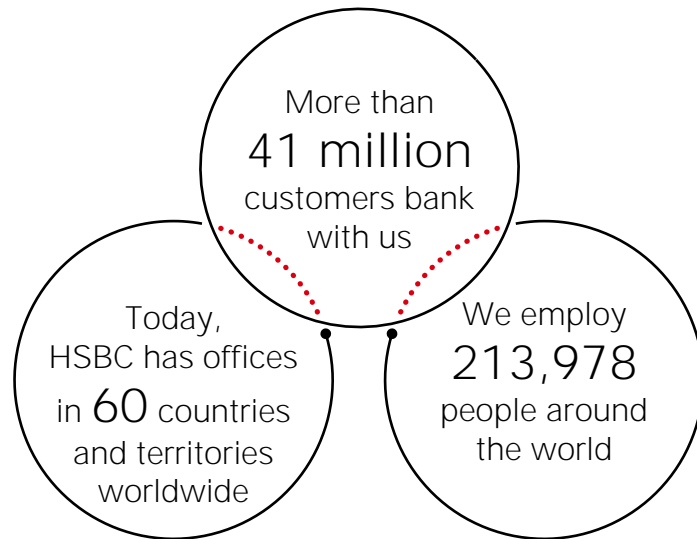 More than
41 million
customers bank
with us
Today,
HSBC has offices
in 60 countries
and territories
worldwide
We employ
213,978
people around
the world